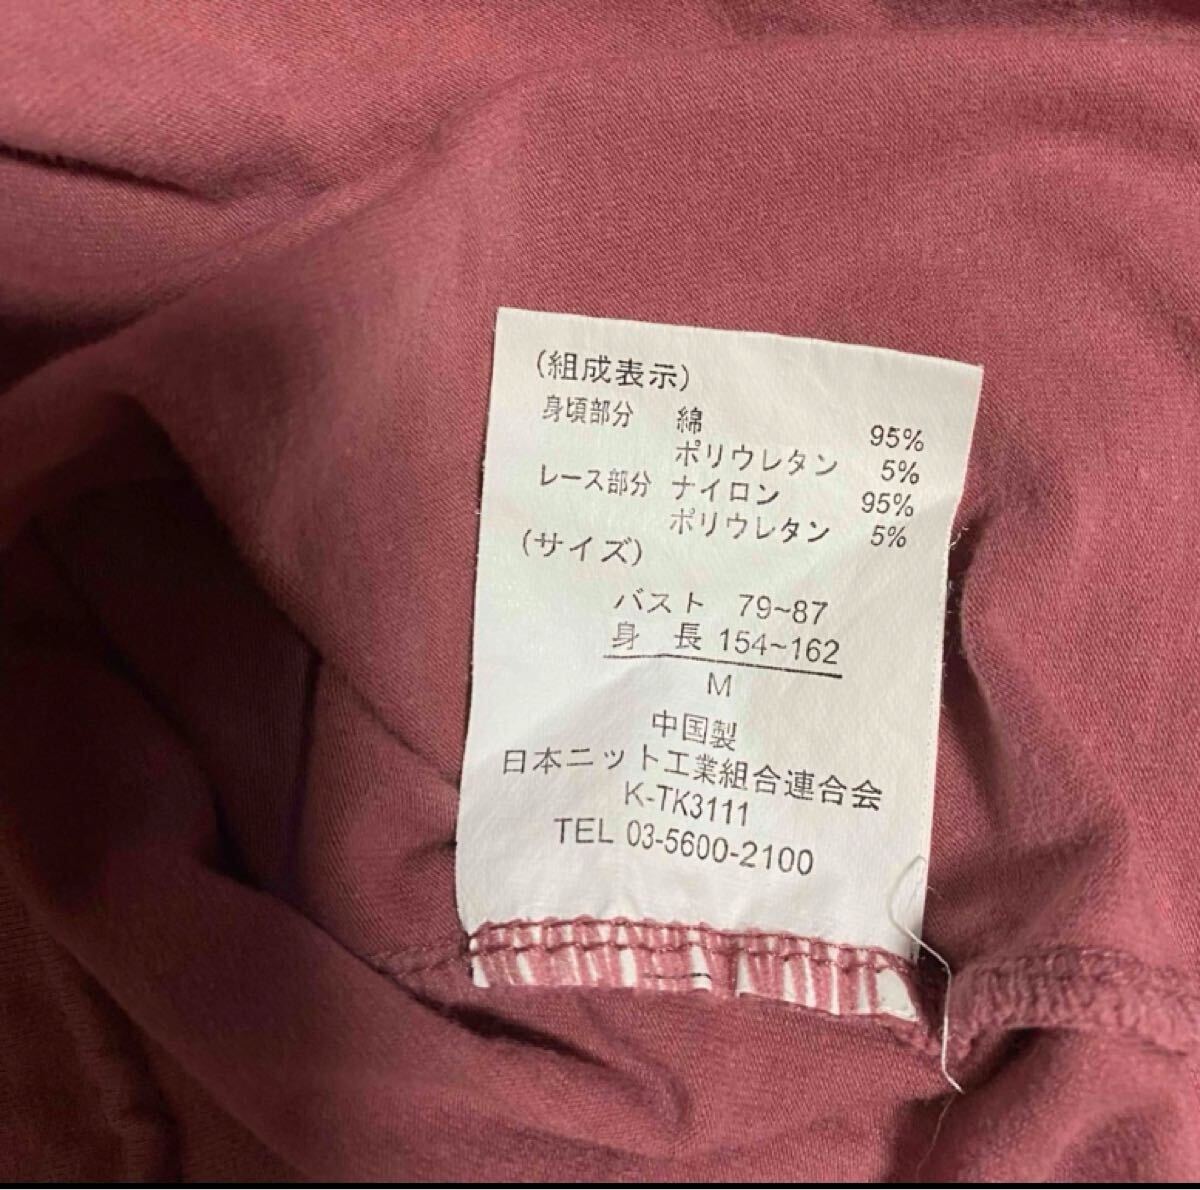 (組成表示)
身頃部分 綿 95%
ポリウレタン 5%
レース部分 ナイロン 95%
ポリウレタン 5%
(サイズ)
バスト 79~87
身 長 154~162
M
中国製
日本ニット工業組合連合会
K-TK3111
TEL 03-5600-2100